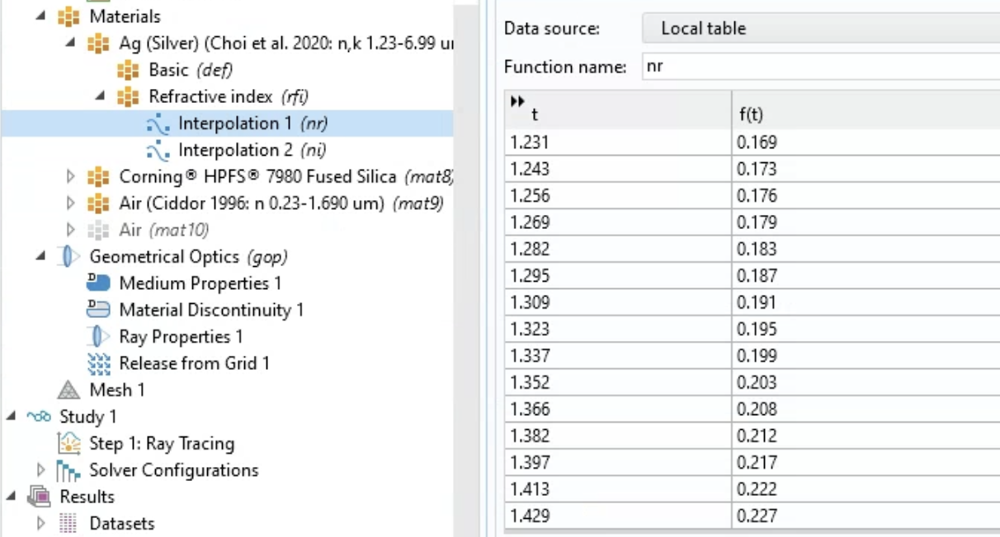 Materials
Ag (Silver) (Choi et al. 2020: n,k 1.23-6.99 u
Basic (def)
Refractive index (rfi)
Interpolation 1 (nr)
Interpolation 2 (ni)
Corning® HPFS® 7980 Fused Silica (mat8)
Air (Ciddor 1996: n 0.23-1.690 um) (mat9)
Air (mat10)
Geometrical Optics (gop)
D Medium Properties 1
D Material Discontinuity 1
Ray Properties 1
Release from Grid 1
Mesh 1
Study 1
Step 1: Ray Tracing
Solver Configurations
Results
Datasets
Data source: Local table
Function name: nr
t f(t)
1.231 0.169
1.243 0.173
1.256 0.176
1.269 0.179
1.282 0.183
1.295 0.187
1.309 0.191
1.323 0.195
1.337 0.199
1.352 0.203
1.366 0.208
1.382 0.212
1.397 0.217
1.413 0.222
1.429 0.227